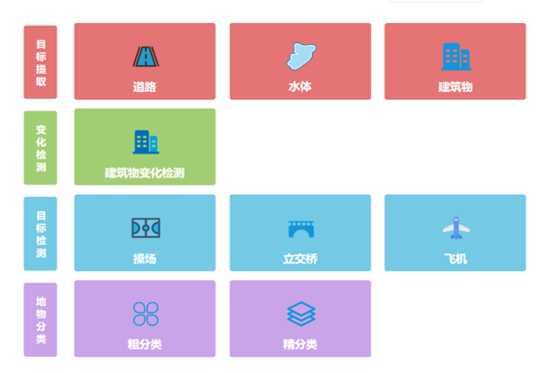 目标提取
道路
水体
建筑物
变化检测
建筑物变化检测
目标检测
操场
立交桥
飞机
地物分类
粗分类
精分类